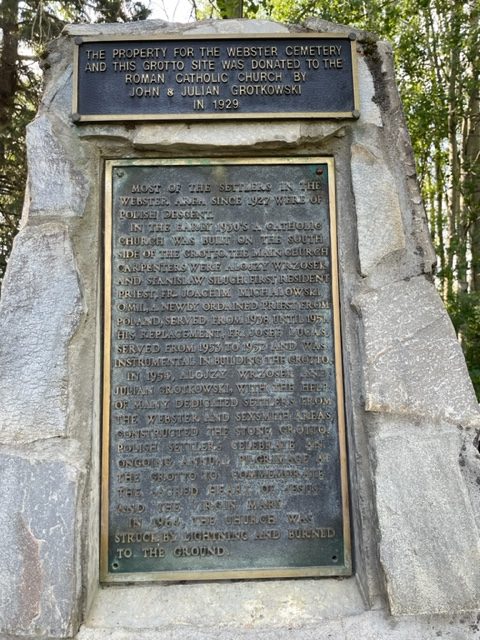 THE PROPERTY FOR THE WEBSTER CEMETERY
AND THIS GROTTO SITE WAS DONATED TO THE
ROMAN CATHOLIC CHURCH BY
JOHN & JULIAN GROTKOWSKI
IN 1929
MOST OF THE SETTLERS IN THE
WEBSTER AREA SINCE 1927 WERE OF
POLISH DESCENT.
IN THE EARLY 1930'S A CATHOLIC
CHURCH WAS BUILT ON THE SOUTH
SIDE OF THE GROTTO. THE MAIN CHURCH
CARPENTERS WERE ALOJZY WRZOSEK
AND STANISLAW SILUCH. FIRST RESIDENT
PRIEST, FR. JOACHIM MICHALOWSKI,
O.M.I., A NEWLY ORDAINED PRIEST FROM
POLAND, SERVED FROM 1938 UNTIL 1951.
HIS REPLACEMENT, FR. JOSEF
SERVED FROM 1953 TO 1957 AND WAS
INSTRUMENTAL IN BUILDING THE GROTTO.
IN ALOJZY WRZOSEK AND
JULIAN GROTKOWSKI, WITH THE HELP
OF MANY DEDICATED SETTLERS FROM
THE WEBSTER AND SEXSMITH AREAS,
CONSTRUCTED THE STONE GROTTO.
POLISH SETTLERS CELEBRATE AN
ONGOING ANNUAL PILGRIMAGE AT
THE GROTTO TO COMMEMORATE
THE SACRED HEART OF JESUS
AND THE VIRGIN MARY.
IN THE CHURCH WAS
STRUCK BY LIGHTNING AND BURNED
TO THE GROUND.